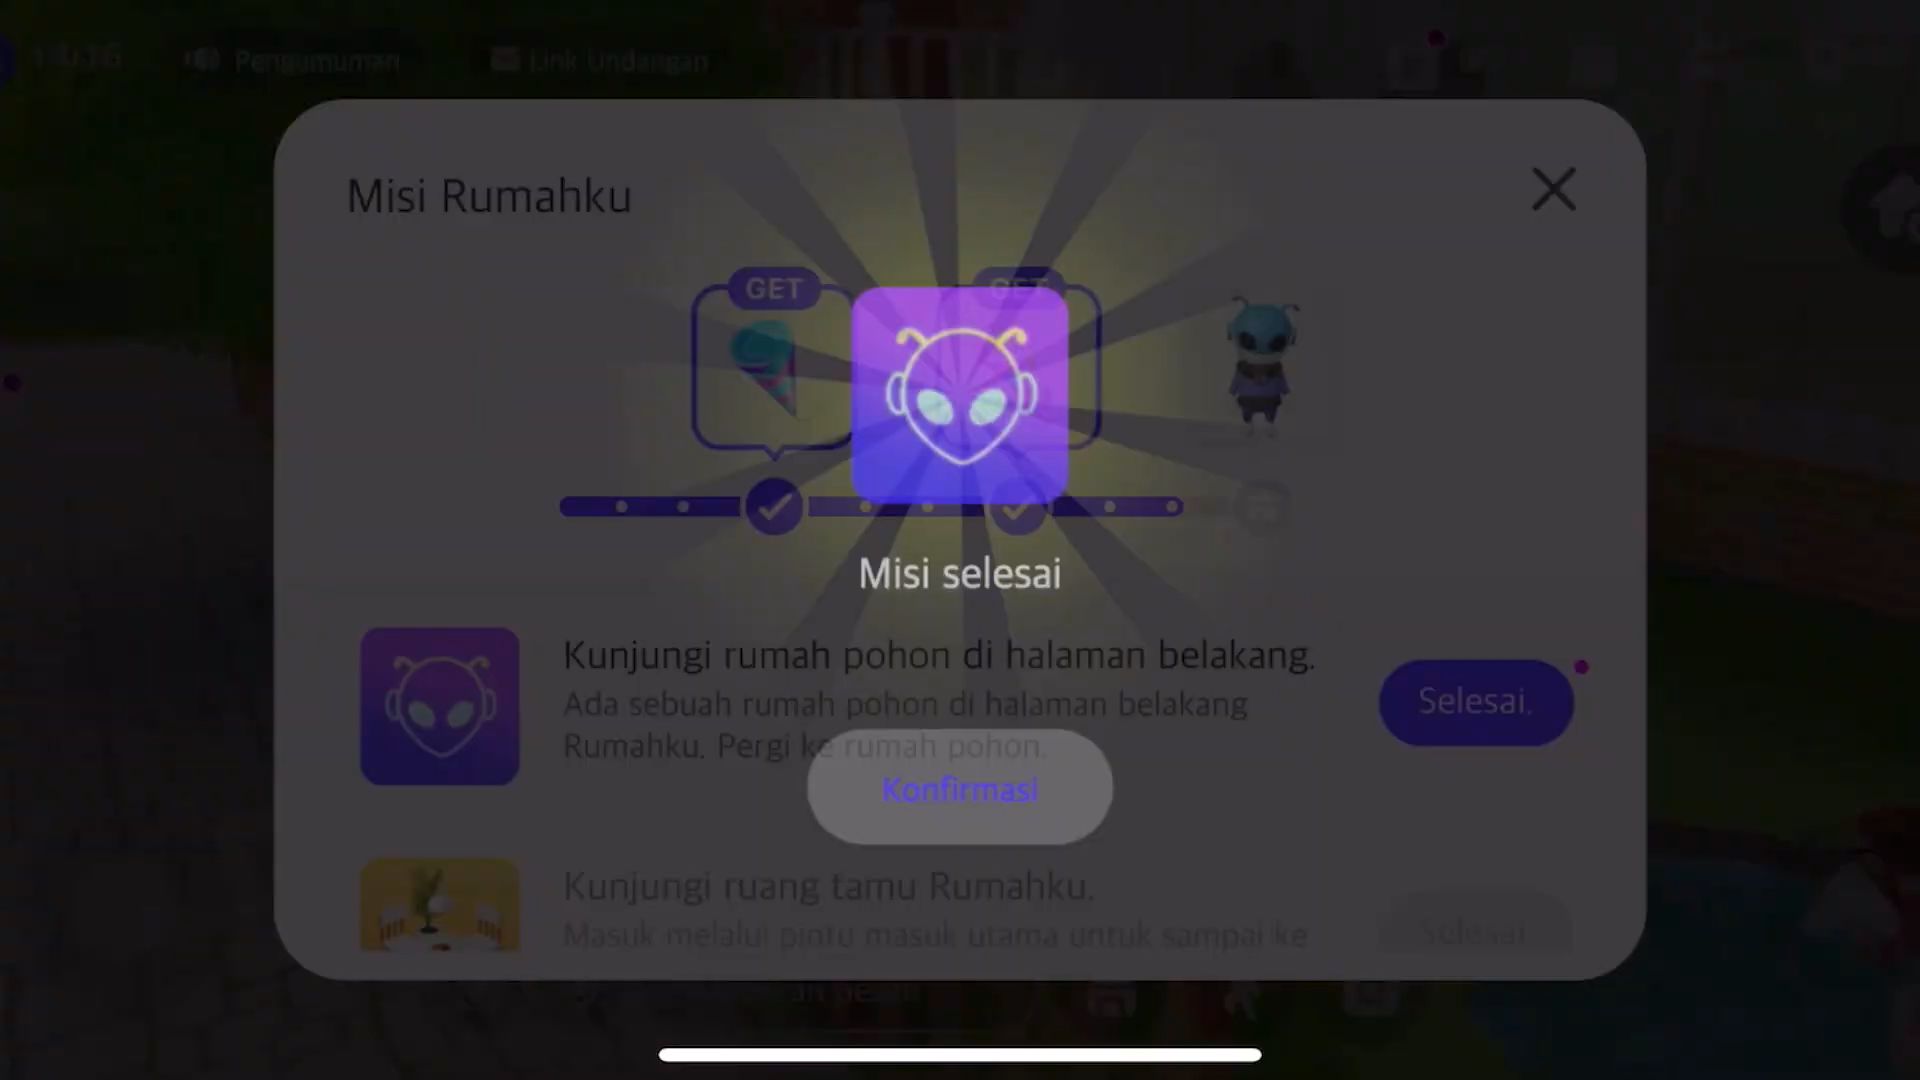 Pengumuman
Link Undangan
Misi Rumahku
GET
GET
Misi selesai
Kunjungi rumah pohon di halaman belakang.
Ada sebuah rumah pohon di halaman belakang
Rumahku. Pergi ke rumah pohon.
Selesai.
Konfirmasi
Kunjungi ruang tamu Rumahku.
Masuk melalui pintu masuk utama untuk sampai ke
Selesai.